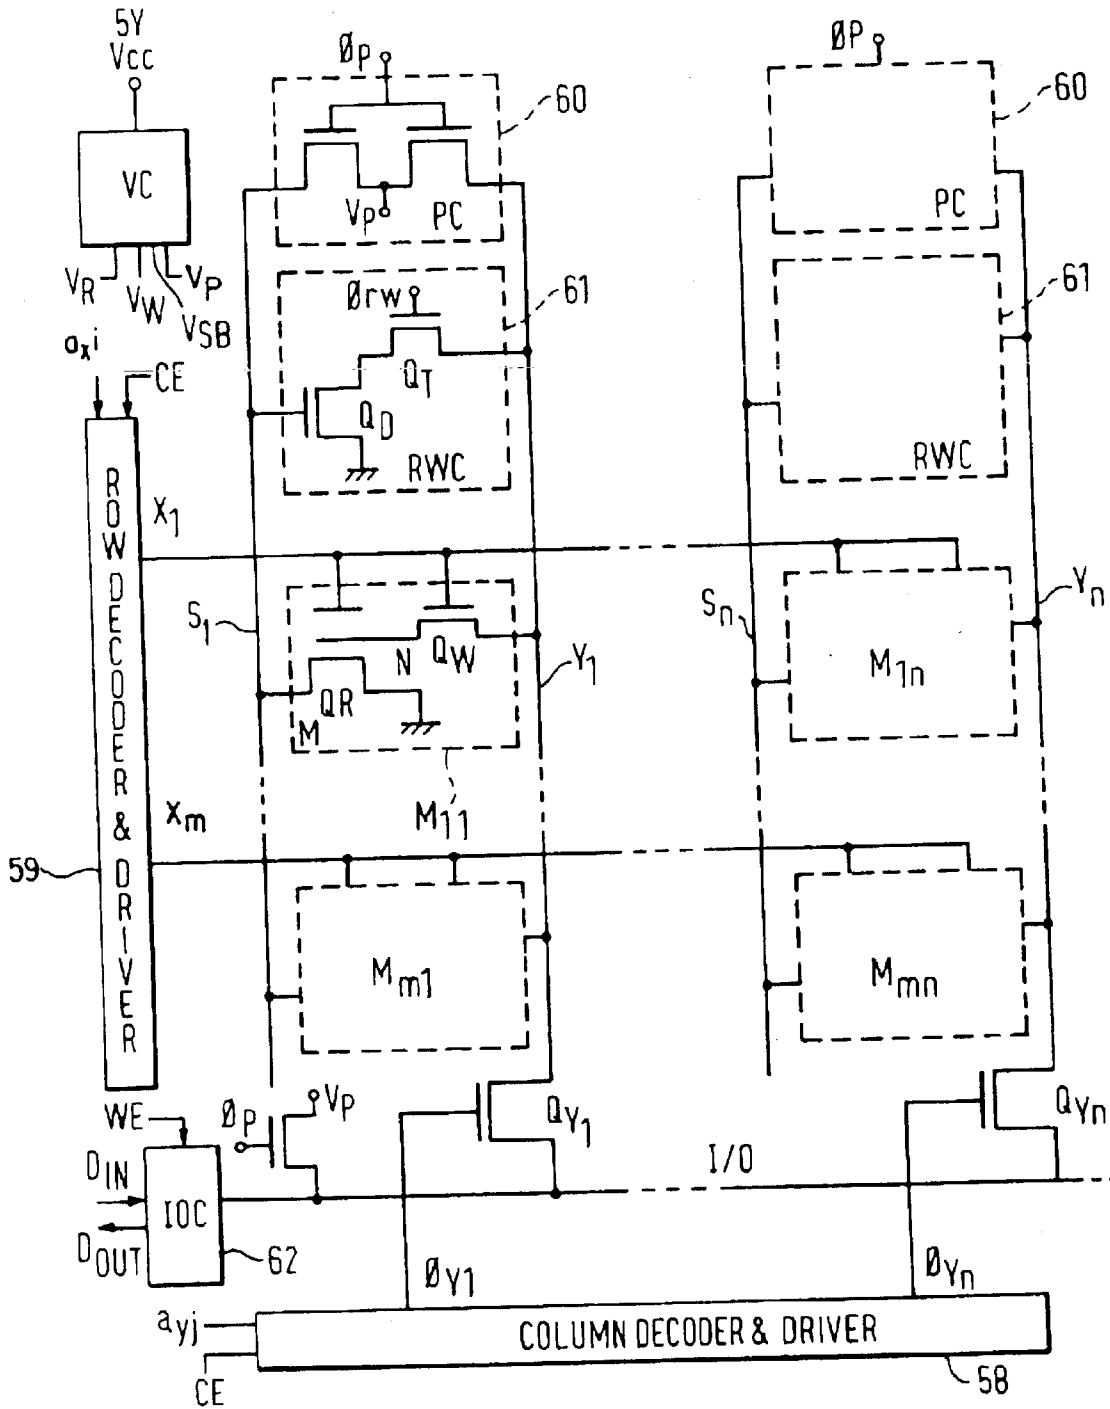 5Y
Vcc
VC
VR
VW
VSB
VP
ØP
60
VP
PC
ØP
60
PC
Ørw
61
QT
QD
RWC
61
RWC
axi
CE
ROW DECODER & DRIVER
59
X1
S1
N
QW
QR
M
Y1
M11
Sn
Yn
M1n
Xm
Mm1
Mmn
ØP
VP
QY1
QYn
WE
DIN
IOC
DOUT
62
I/O
ØY1
ØYn
ayj
CE
COLUMN DECODER & DRIVER
58